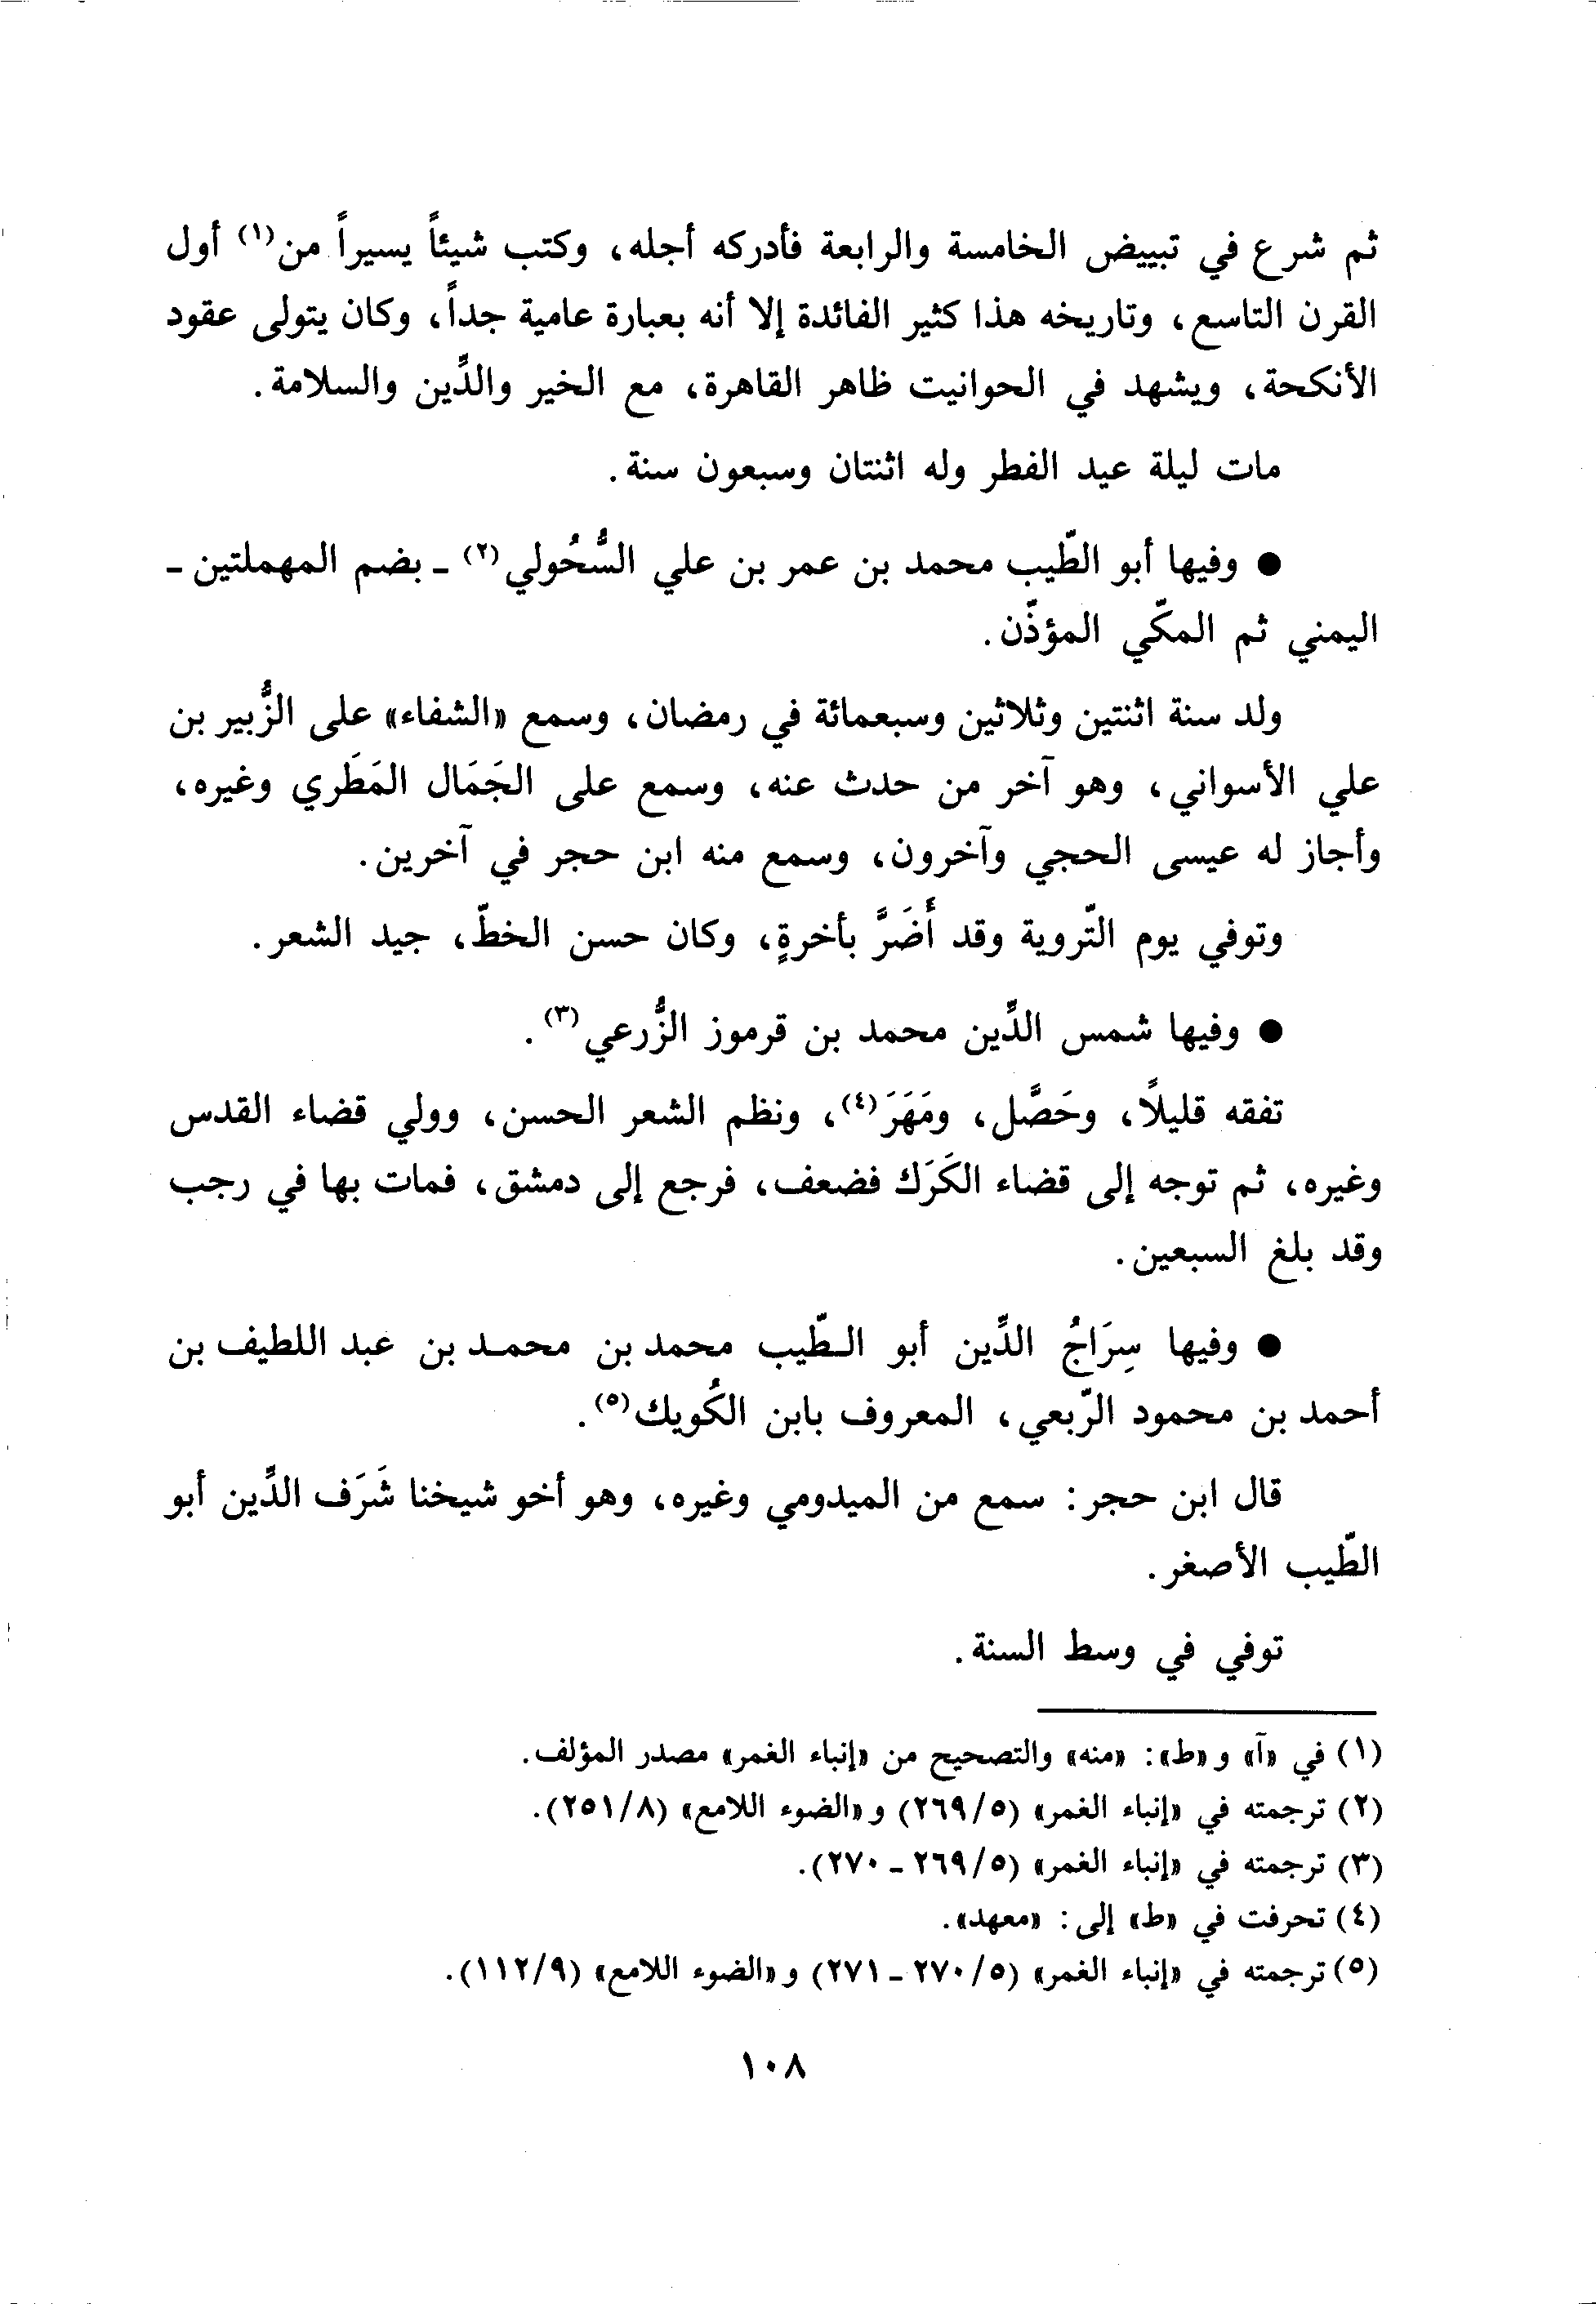 ثم شرع في تبييض الخامسة والرابعة فأدركه أجله، وكتب شيئاً يسيراً من(١) أول
القرن التاسع، وتاريخه هذا كثير الفائدة إلا أنه بعبارة عامية جداً، وكان يتولى عقود
الأنكحة، ويشهد في الحوانيت ظاهر القاهرة، مع الخير والدِّين والسلامة.
مات ليلة عيد الفطر وله اثنتان وسبعون سنة.
● وفيها أبو الطّيب محمد بن عمر بن علي السُّحُولي(٢) ـ بضم المهملتين ـ
اليمني ثم المكّي المؤذّن.
ولد سنة اثنتين وثلاثين وسبعمائة في رمضان، وسمع «الشفاء» على الزُّبير بن
علي الأسواني، وهو آخر من حدث عنه، وسمع على الجَمَال المَطَري وغيره،
وأجاز له عيسى الحجي وآخرون، وسمع منه ابن حجر في آخرين.
وتوفي يوم التّروية وقد أَضَرَّ بأخرةٍ، وكان حسن الخطّ، جيد الشعر.
● وفيها شمس الدِّين محمد بن قرموز الزُّرعي(٣).
تفقه قليلاً، وحَصَّل، ومَهَرَ(٤)، ونظم الشعر الحسن، وولي قضاء القدس
وغيره، ثم توجه إلى قضاء الكَرَك فضعف، فرجع إلى دمشق، فمات بها في رجب
وقد بلغ السبعين.
● وفيها سِرَاجُ الدِّين أبو الـطّيب محمد بن محمـد بن عبد اللطيف بن
أحمد بن محمود الرّبعي، المعروف بابن الكُويك(٥).
قال ابن حجر: سمع من الميدومي وغيره، وهو أخو شيخنا شَرَف الدِّين أبو
الطّيب الأصغر.
توفي في وسط السنة.
(١) في «آ» و«ط»: «منه» والتصحيح من «إنباء الغمر» مصدر المؤلف.
(٢) ترجمته في «إنباء الغمر» (٥/٢٦٩) و«الضوء اللامع» (٨/٢٥١).
(٣) ترجمته في «إنباء الغمر» (٥/٢٦٩ ـ ٢٧٠).
(٤) تحرفت في «ط» إلى: «معهد».
(٥) ترجمته في «إنباء الغمر» (٥/٢٧٠ ـ ٢٧١) و«الضوء اللامع» (٩/١١٢).
١٠٨